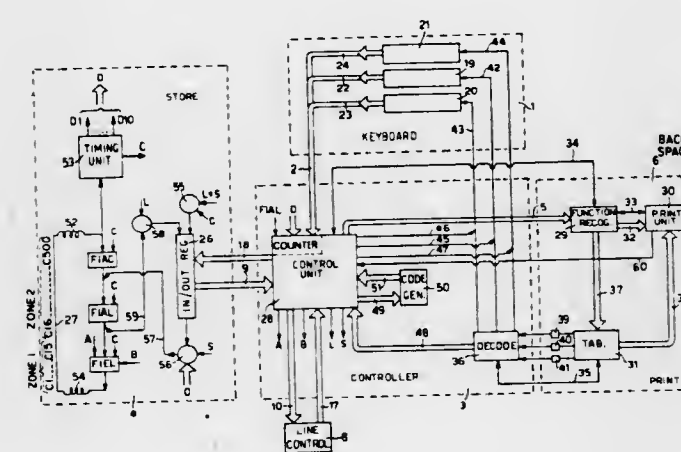 21
44
24
19
42
22
20
23
43
KEYBOARD
1
2
34
D
STORE
D1
D10
TIMING UNIT
53
C
L
55
L+S
C
58
26
IN/OUT REG
18
9
52
C
FIAC
C500
ZONE 2
27
FIAL
C
59
57
C16
C15
C1
ZONE 1
A
C
FIEL
B
54
56
S
D
4
FIAL
D
COUNTER
CONTROL UNIT
28
46
45
47
5
60
51
CODE GEN.
50
49
A
B
L
S
48
DECODE
36
CONTROLLER
3
10
17
LINE CONTROL
8
BACK
SPAC
6
30
FUNCTION RECOG.
29
33
32
PRINT UNIT
37
39
40
41
TAB.
31
35
PRINT